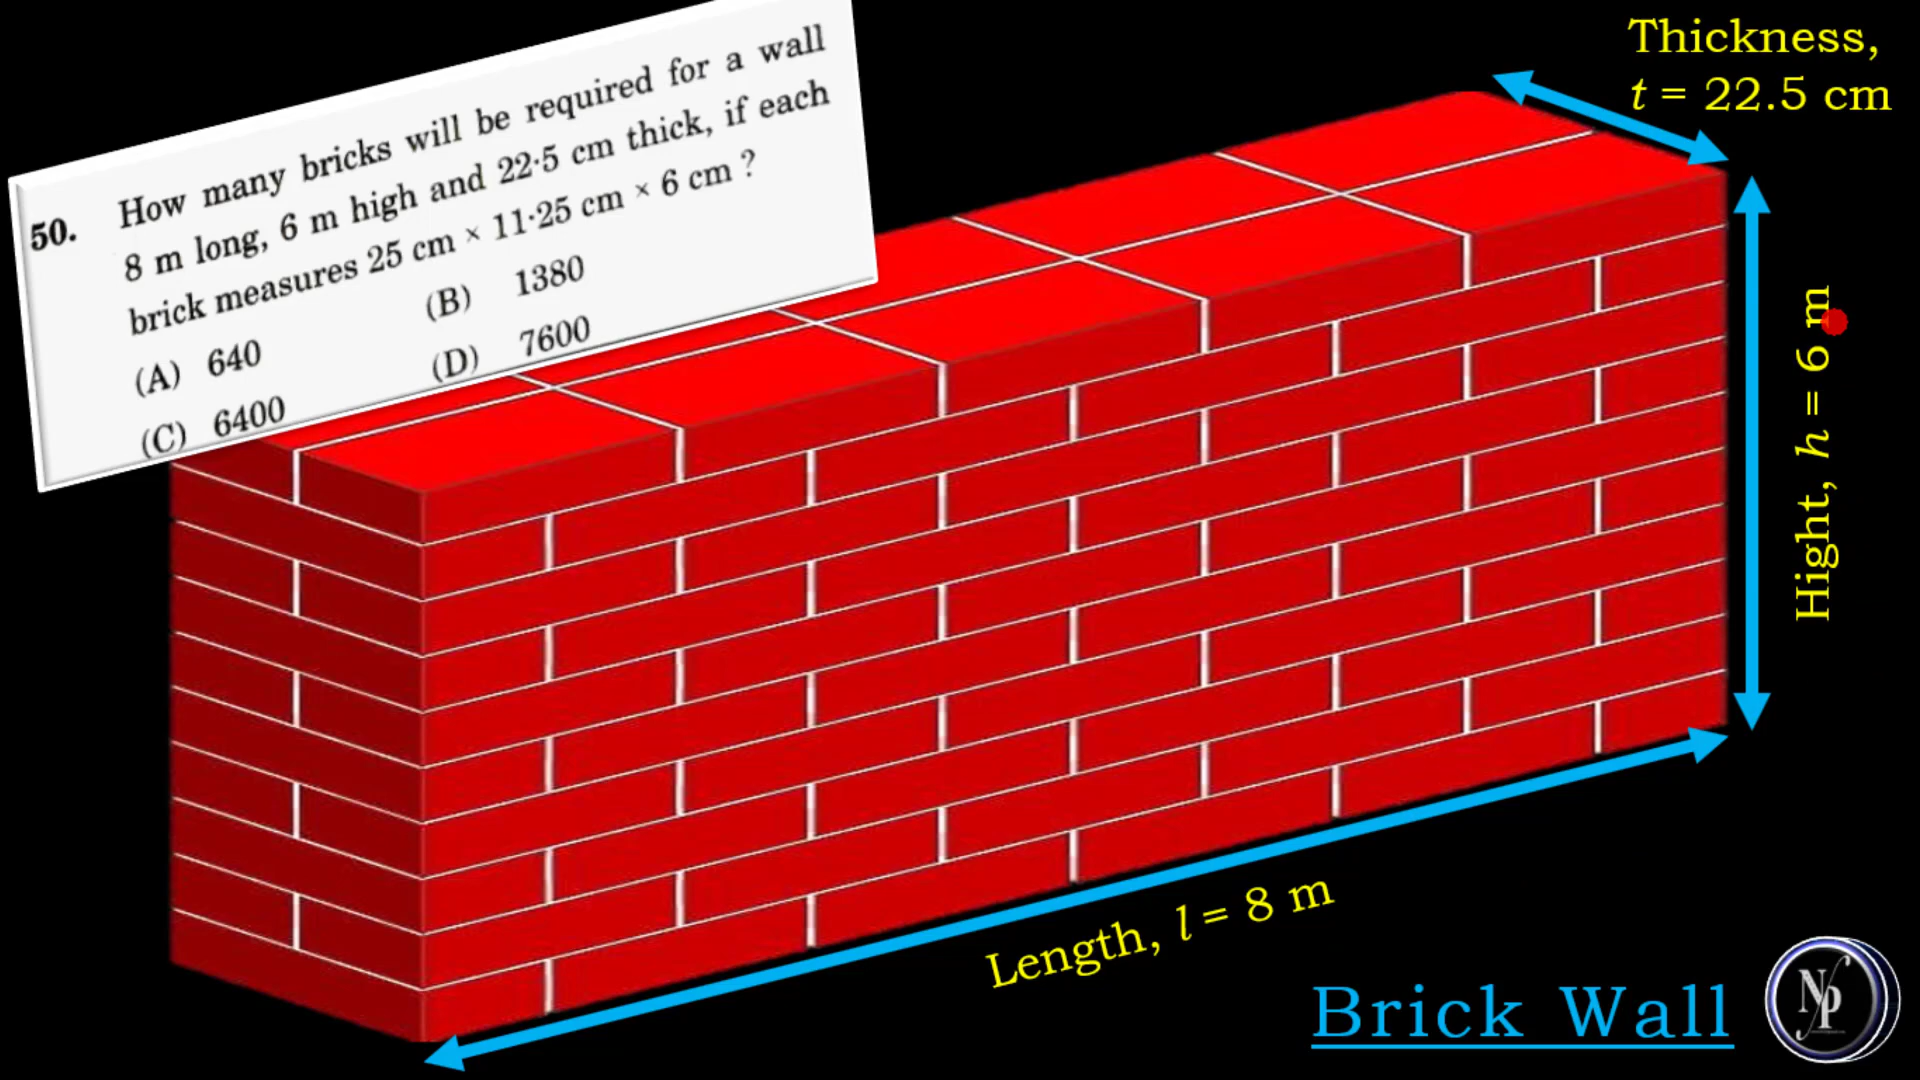 50. How many bricks will be required for a wall
8 m long, 6 m high and 22·5 cm thick, if each
brick measures 25 cm × 11·25 cm × 6 cm ?
(A) 640 (B) 1380
(C) 6400 (D) 7600
Thickness,
t = 22.5 cm
Hight, h = 6 m
Length, l = 8 m
Brick Wall
NP